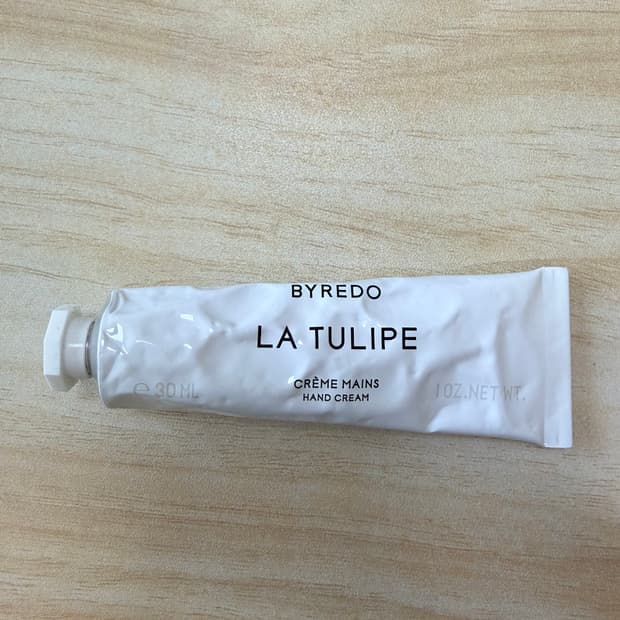 BYREDO
LA TULIPE
CRÈME MAINS
HAND CREAM
℮ 30 ML
1 OZ. NET WT.